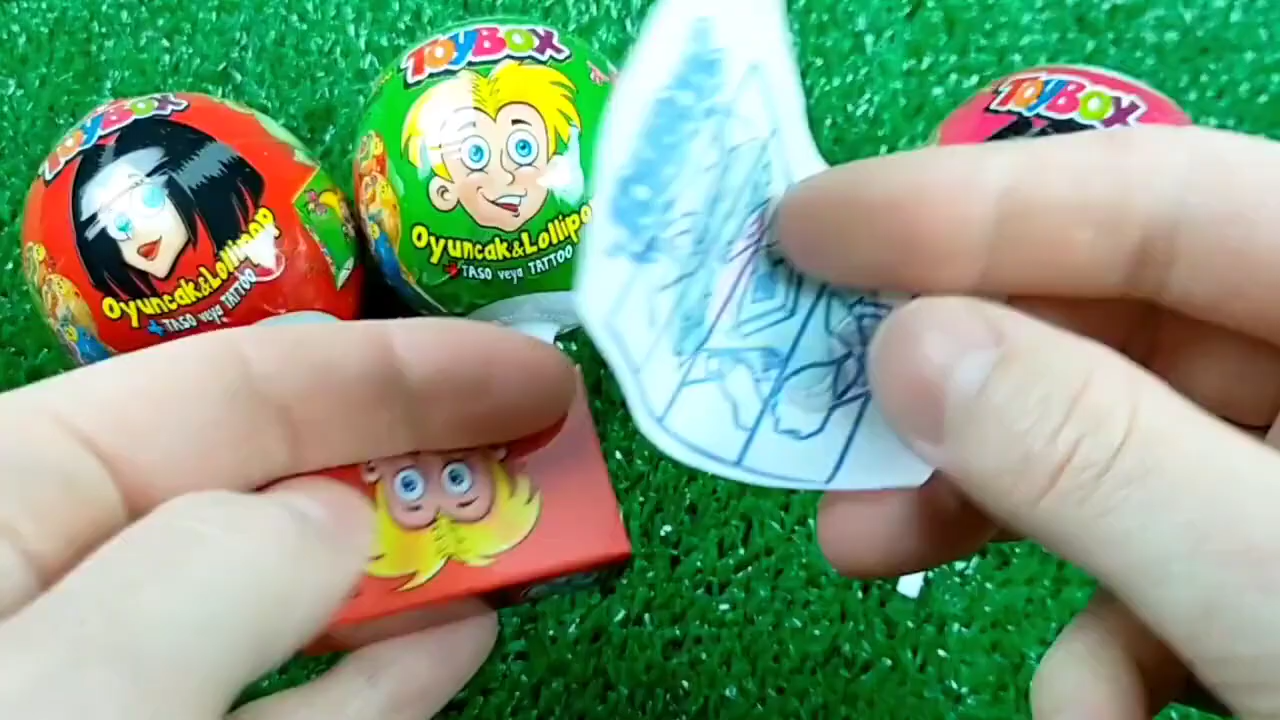 TOYBOX
Oyuncak&Lollipop
+ TASO veya TATTOO
TOYBOX
Oyuncak&Lollipo
+ TASO veya TATTOO
TOYBOX